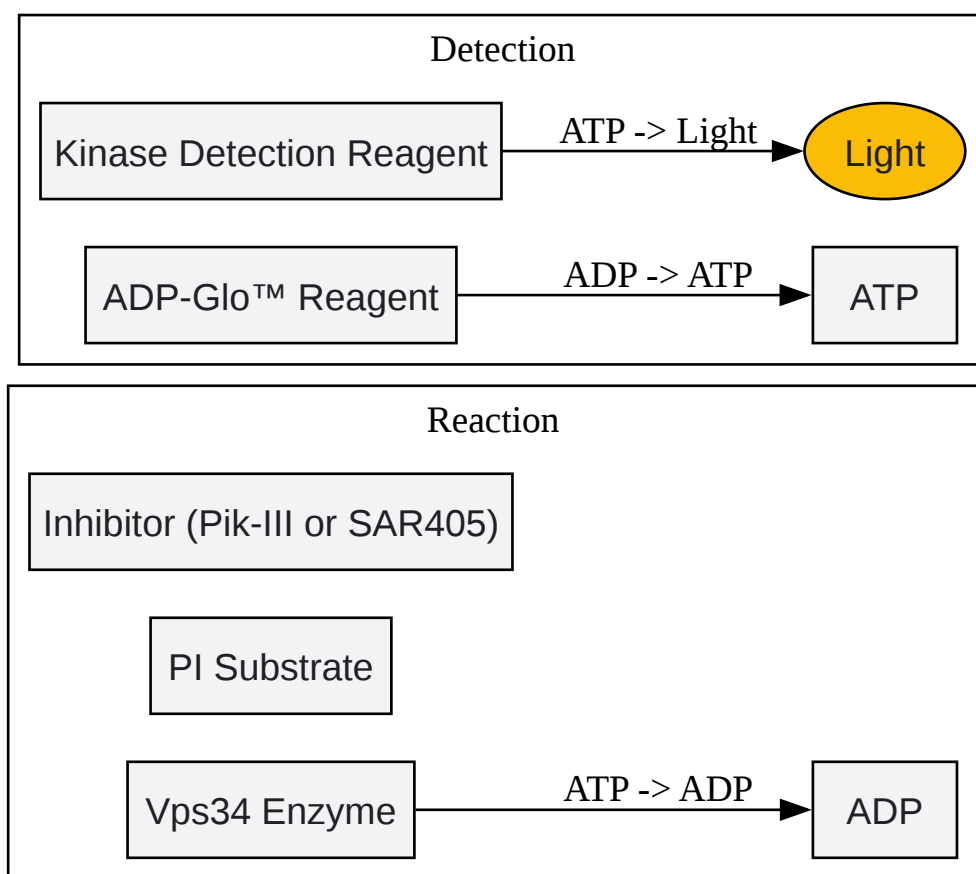 Detection
Kinase Detection Reagent
ATP -> Light
Light
ADP-Glo™ Reagent
ADP -> ATP
ATP
Reaction
Inhibitor (Pik-III or SAR405)
PI Substrate
Vps34 Enzyme
ATP -> ADP
ADP